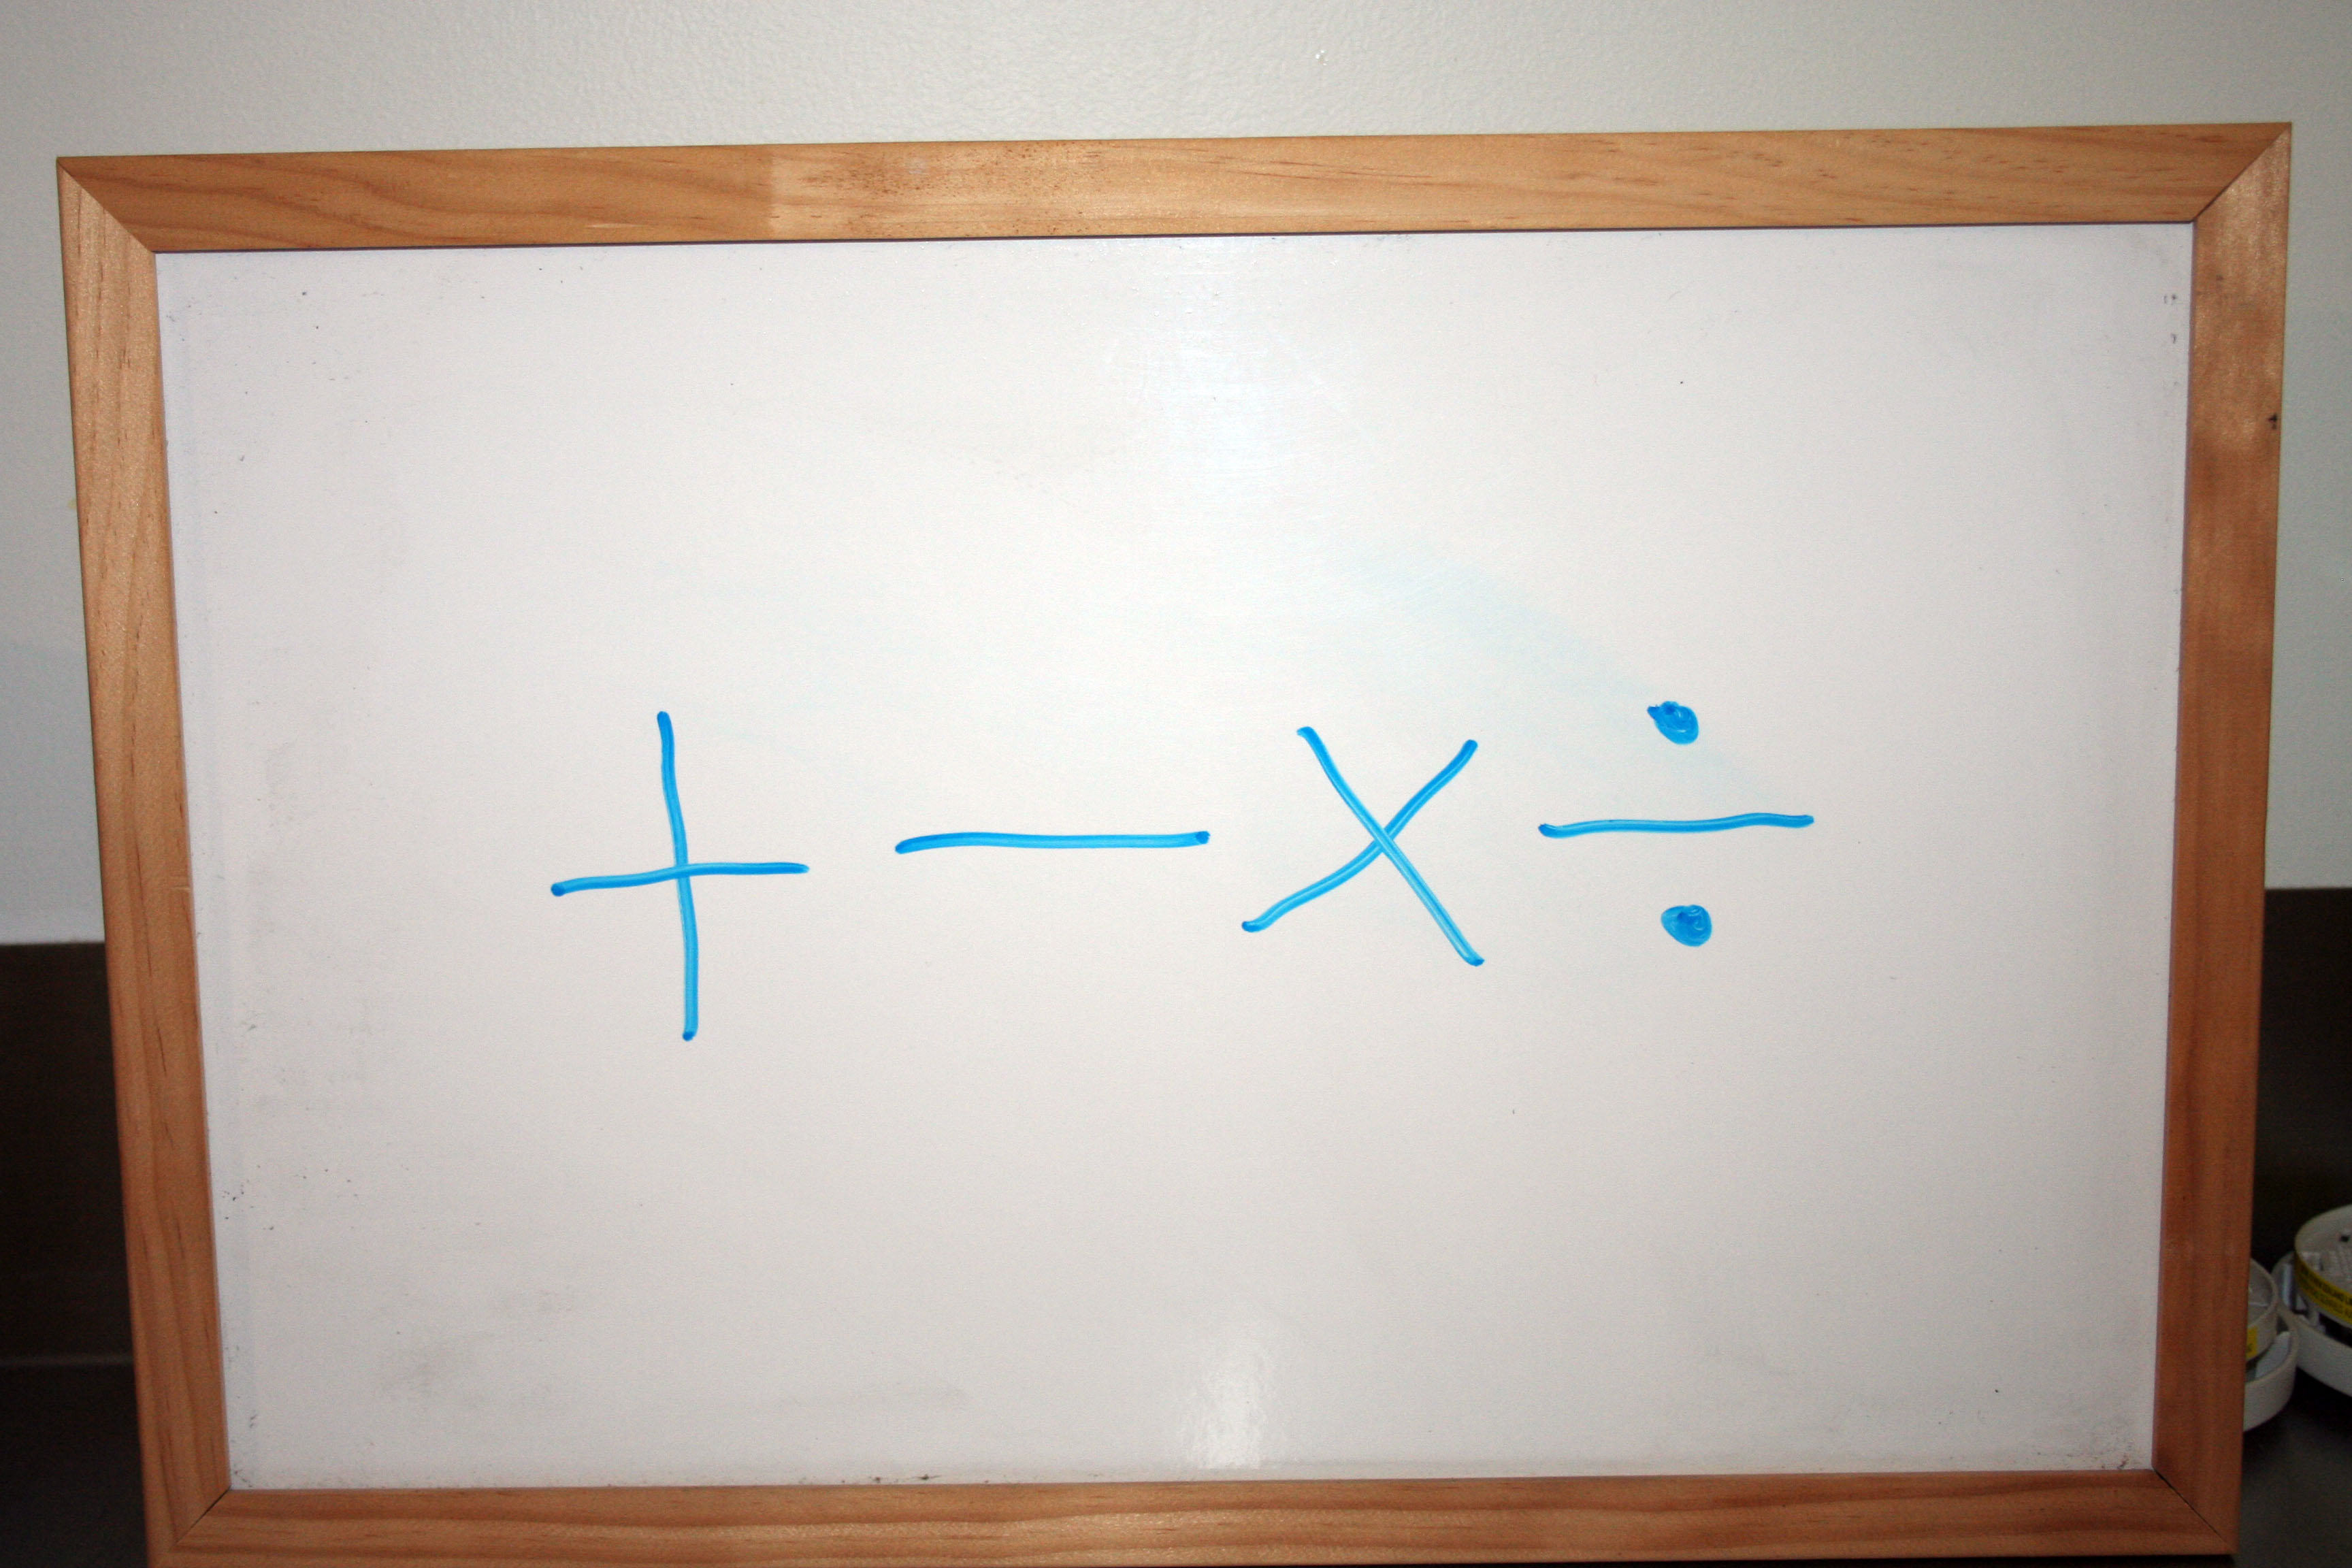 + − × ÷